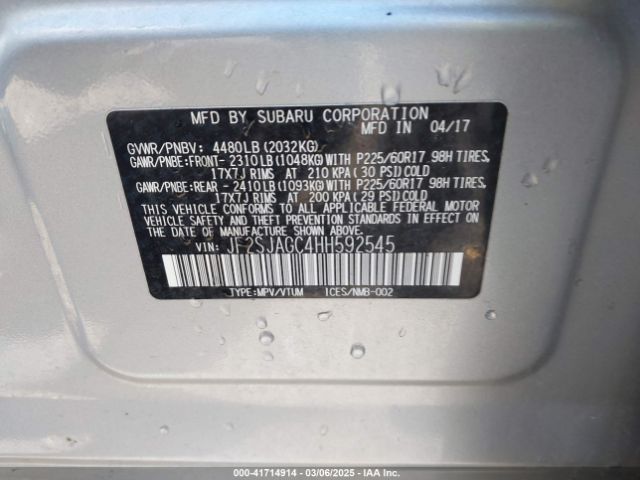 MFD BY SUBARU CORPORATION
MFD IN 04/17
GVWR/PNBV: 4480LB(2032KG)
GAWR/PNBE:FRONT-2310LB(1048KG)WITH P225/60R17 98H TIRES,
17X7J RIMS AT 210 KPA(30 PSI)COLD
GAWR/PNBE:REAR - 2410LB(1093KG)WITH P225/60R17 98H TIRES,
17X7J RIMS AT 200 KPA(29 PSI)COLD
THIS VEHICLE CONFORMS TO ALL APPLICABLE FEDERAL MOTOR
VEHICLE SAFETY AND THEFT PREVENTION STANDARDS IN EFFECT
ON THE DATE OF MANUFACTURE SHOWN ABOVE.
VIN: JF2SJAGC4HH592545
TYPE:MPV/VTUM ICES/NMB-002
000-41714914 | 03/06/2025 | IAA Inc.